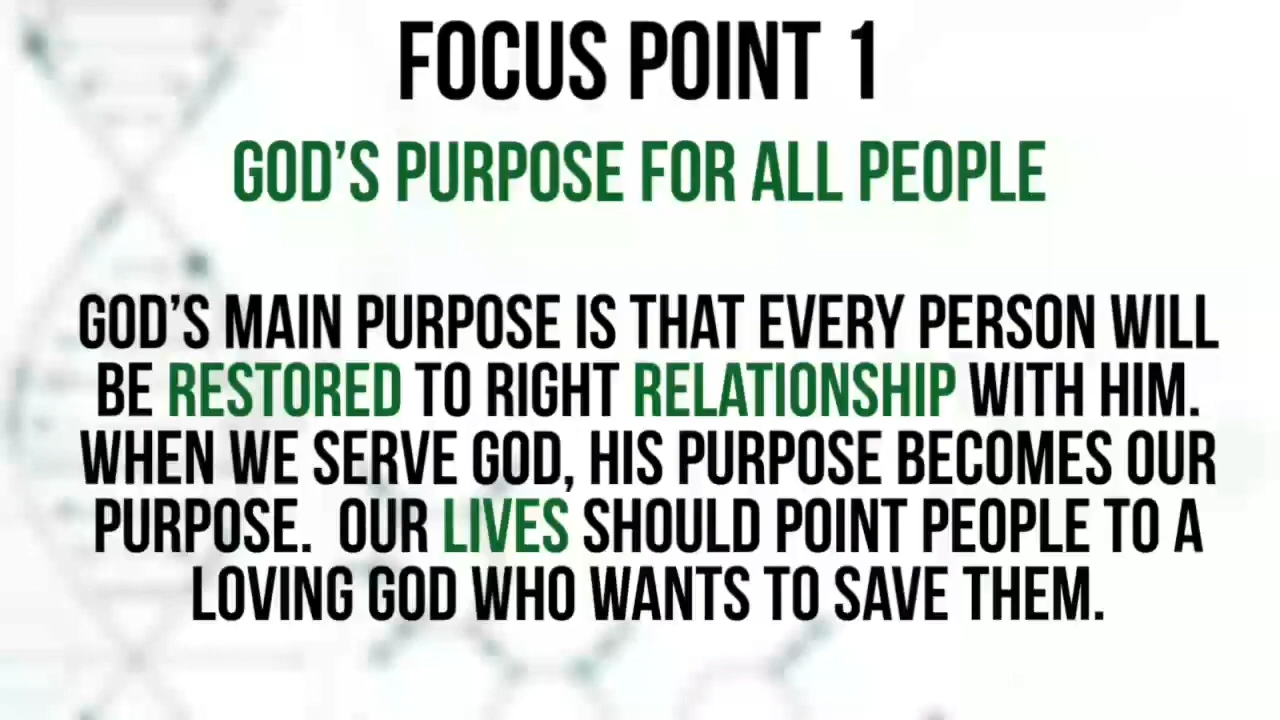 FOCUS POINT 1
GOD'S PURPOSE FOR ALL PEOPLE
GOD'S MAIN PURPOSE IS THAT EVERY PERSON WILL
BE RESTORED TO RIGHT RELATIONSHIP WITH HIM.
WHEN WE SERVE GOD, HIS PURPOSE BECOMES OUR
PURPOSE.  OUR LIVES SHOULD POINT PEOPLE TO A
LOVING GOD WHO WANTS TO SAVE THEM.